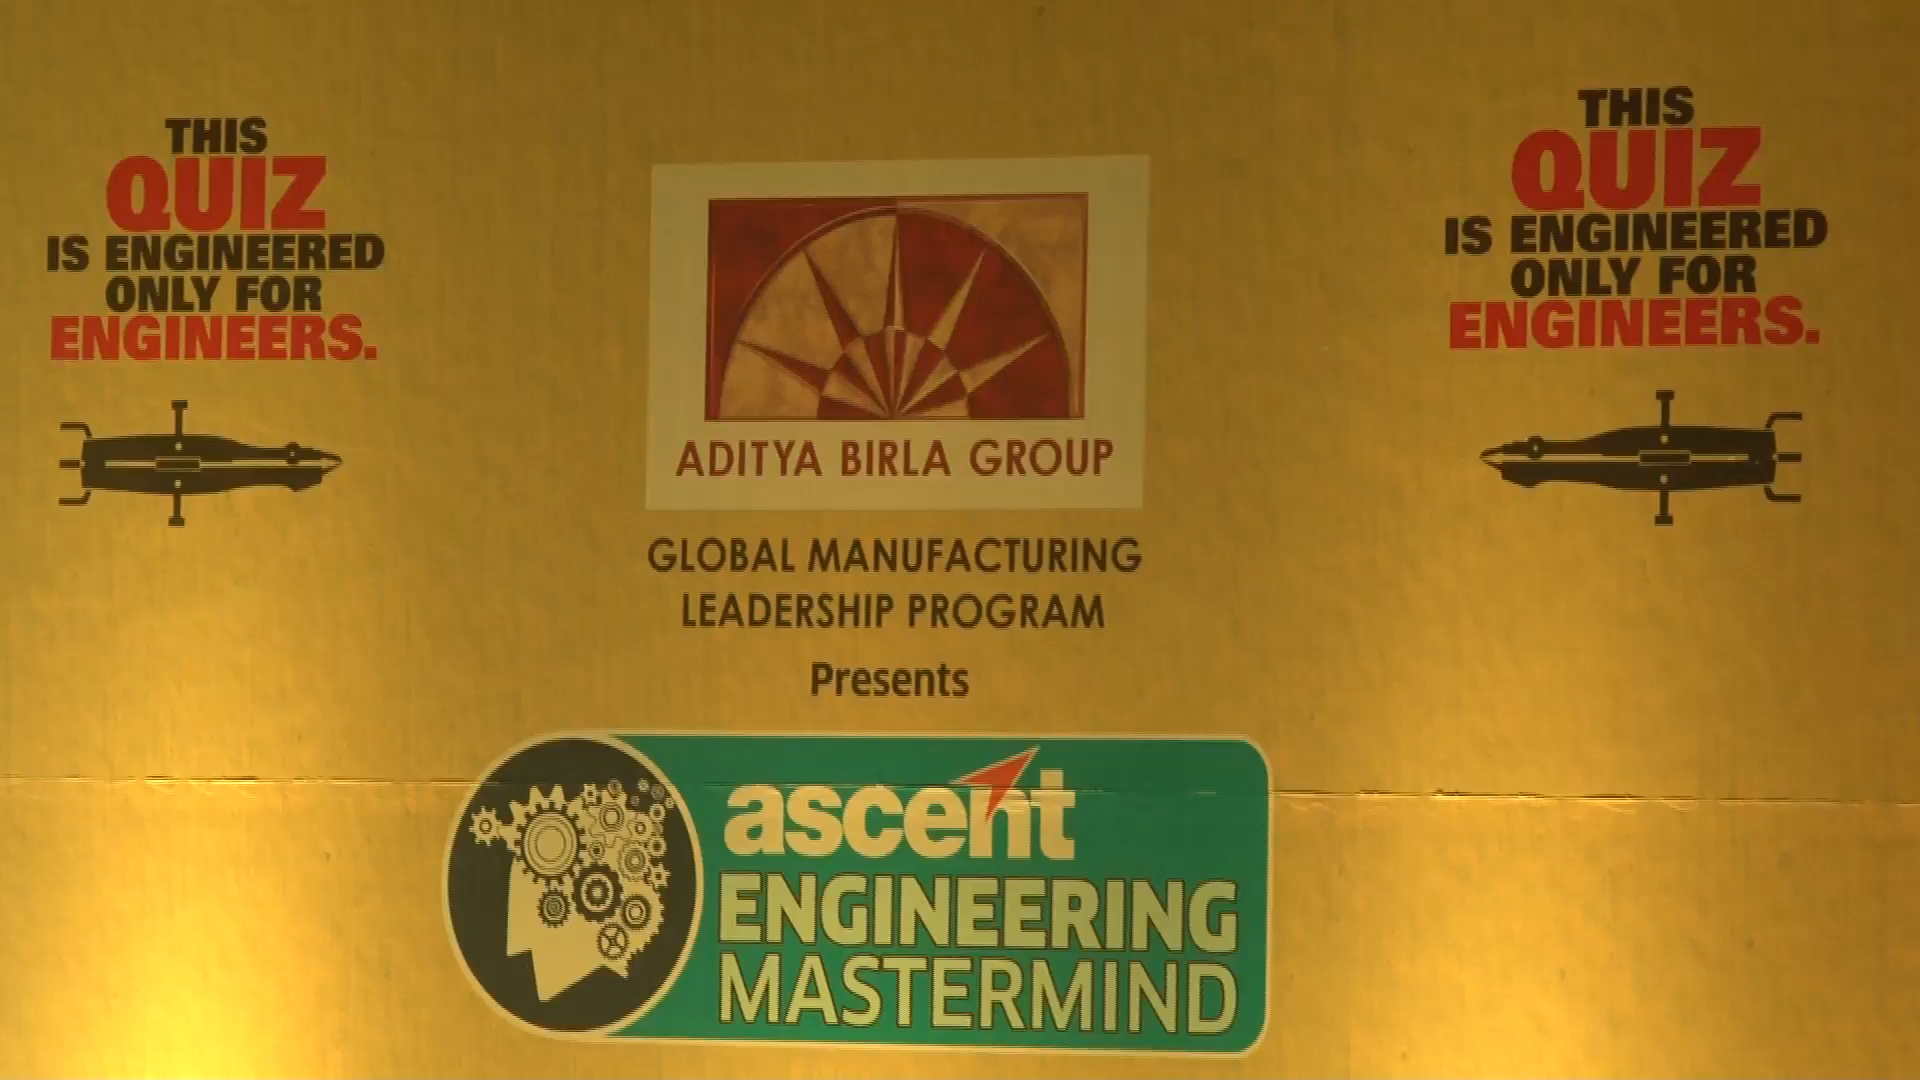 THIS
QUIZ
IS ENGINEERED
ONLY FOR
ENGINEERS.
ADITYA BIRLA GROUP
GLOBAL MANUFACTURING
LEADERSHIP PROGRAM
Presents
ascent
ENGINEERING
MASTERMIND
THIS
QUIZ
IS ENGINEERED
ONLY FOR
ENGINEERS.